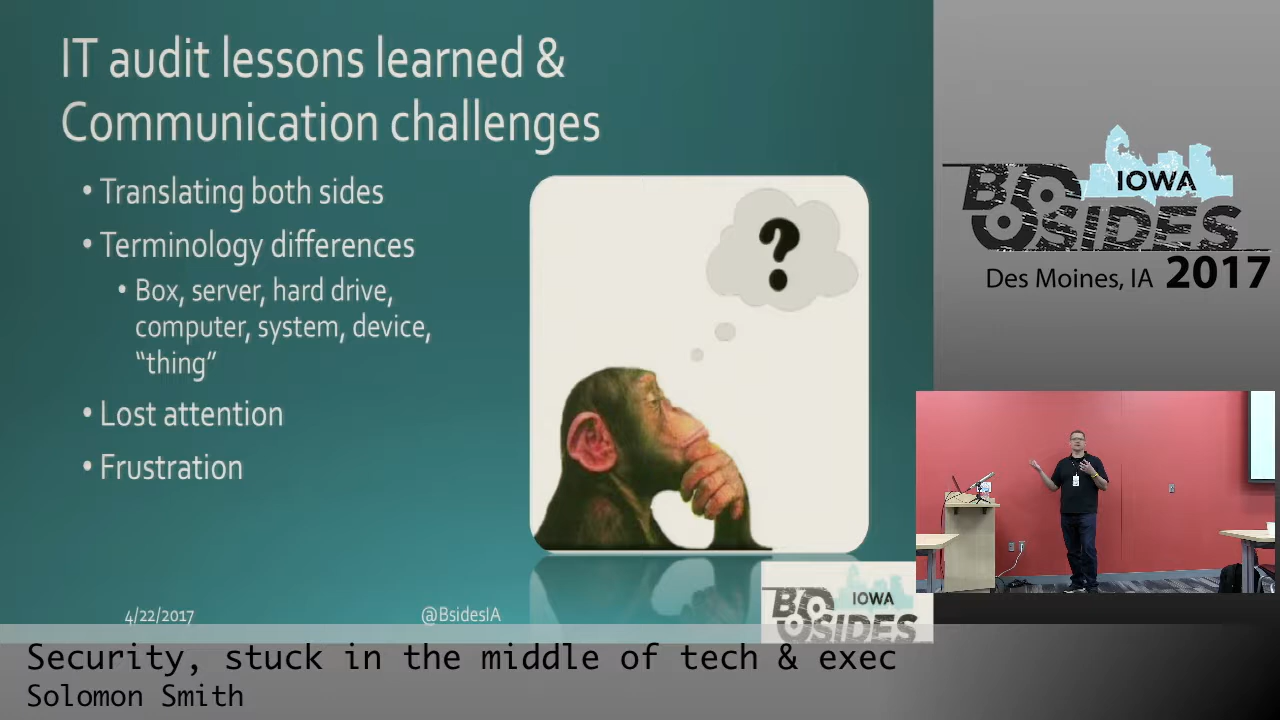 IT audit lessons learned &
Communication challenges
• Translating both sides
• Terminology differences
• Box, server, hard drive,
computer, system, device,
“thing”
• Lost attention
• Frustration
?
4/22/2017
@BsidesIA
BSIDES
IOWA
BSIDES
IOWA
Des Moines, IA 2017
Security, stuck in the middle of tech & exec
Solomon Smith